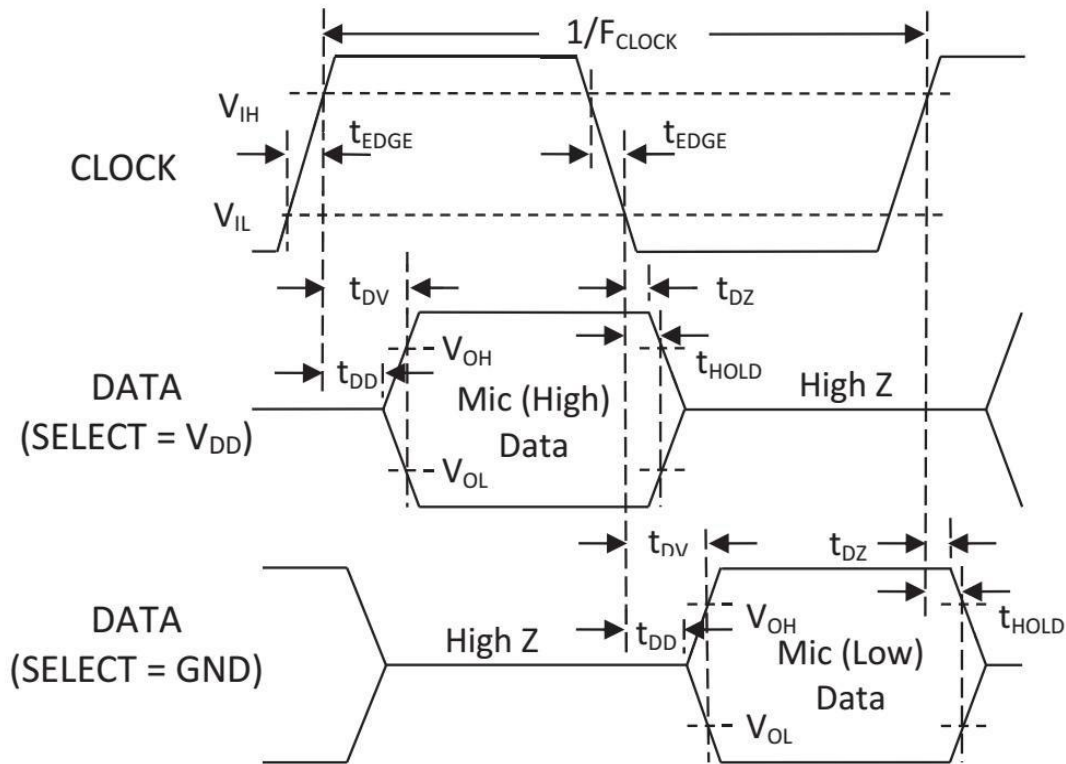 1/F_CLOCK
V_IH
t_EDGE t_EDGE
CLOCK
V_IL
t_DV t_DZ
V_OH
t_DD t_HOLD
DATA Mic (High) High Z
(SELECT = V_DD) Data
V_OL
t_DV t_DZ
DATA V_OH t_HOLD
High Z t_DD Mic (Low)
(SELECT = GND) Data
V_OL